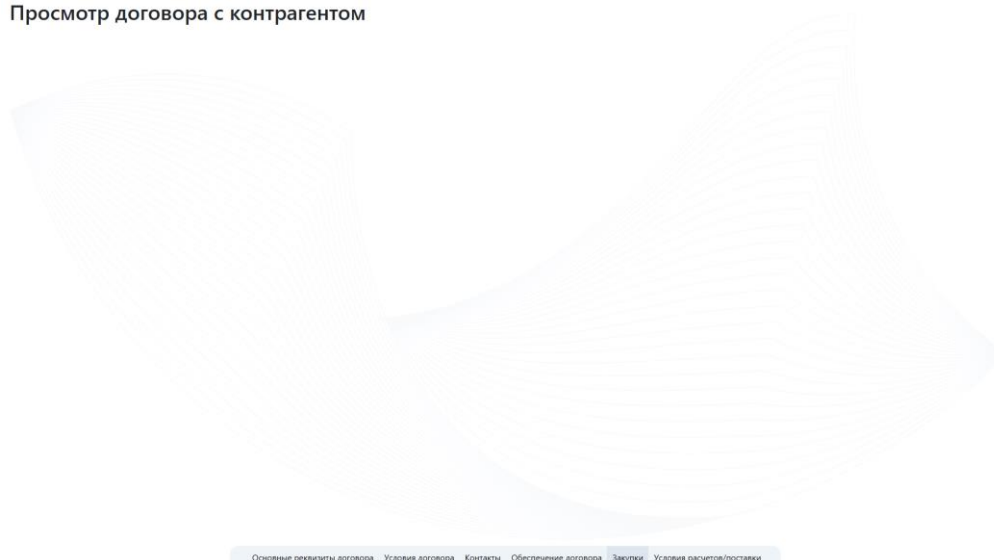 Просмотр договора с контрагентом
Основные реквизиты договора Условия договора Контакты Обеспечение договора Закупки Условия расчетов/поставки